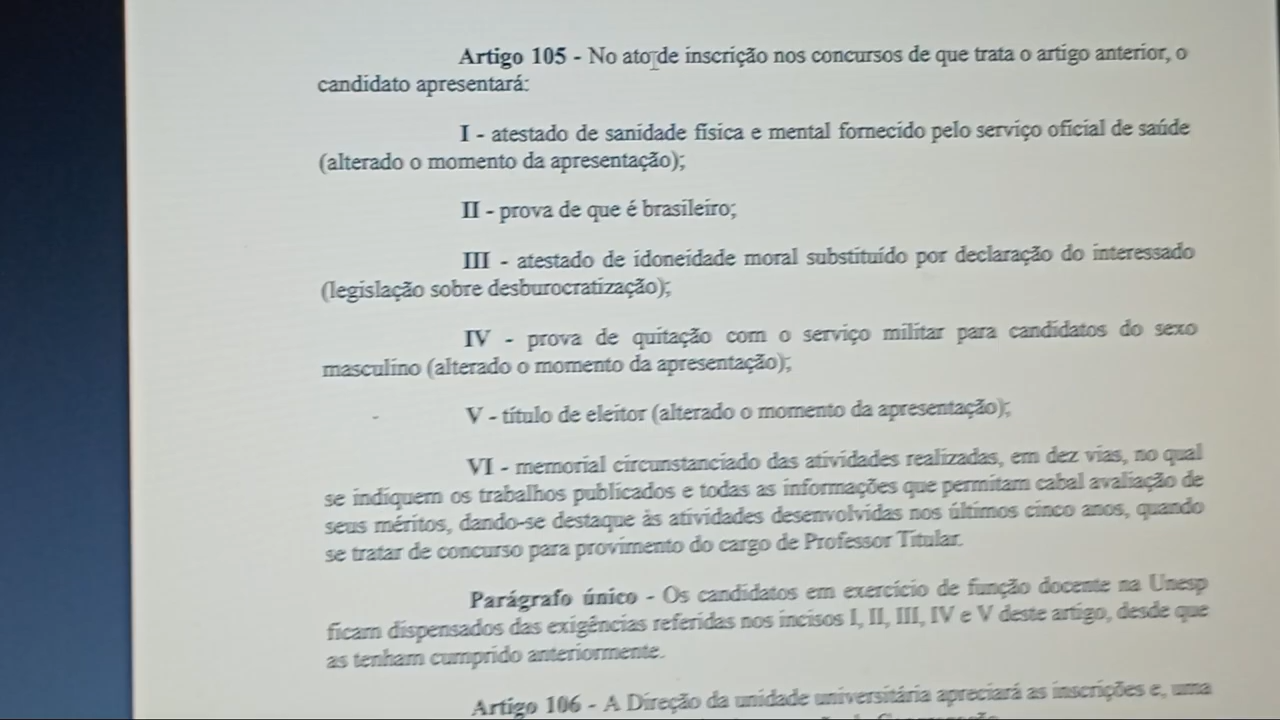 Artigo 105 - No ato de inscrição nos concursos de que trata o artigo anterior, o
candidato apresentará:
I - atestado de sanidade física e mental fornecido pelo serviço oficial de saúde
(alterado o momento da apresentação);
II - prova de que é brasileiro;
III - atestado de idoneidade moral substituído por declaração do interessado
(legislação sobre desburocratização);
IV - prova de quitação com o serviço militar para candidatos do sexo
masculino (alterado o momento da apresentação);
V - título de eleitor (alterado o momento da apresentação);
VI - memorial circunstanciado das atividades realizadas, em dez vias, no qual
se indiquem os trabalhos publicados e todas as informações que permitam cabal avaliação de
seus méritos, dando-se destaque às atividades desenvolvidas nos últimos cinco anos, quando
se tratar de concurso para provimento do cargo de Professor Titular.
Parágrafo único - Os candidatos em exercício de função docente na Unesp
ficam dispensados das exigências referidas nos incisos I, II, III, IV e V deste artigo, desde que
as tenham cumprido anteriormente.
Artigo 106 - A Direção da unidade universitária apreciará as inscrições e, uma